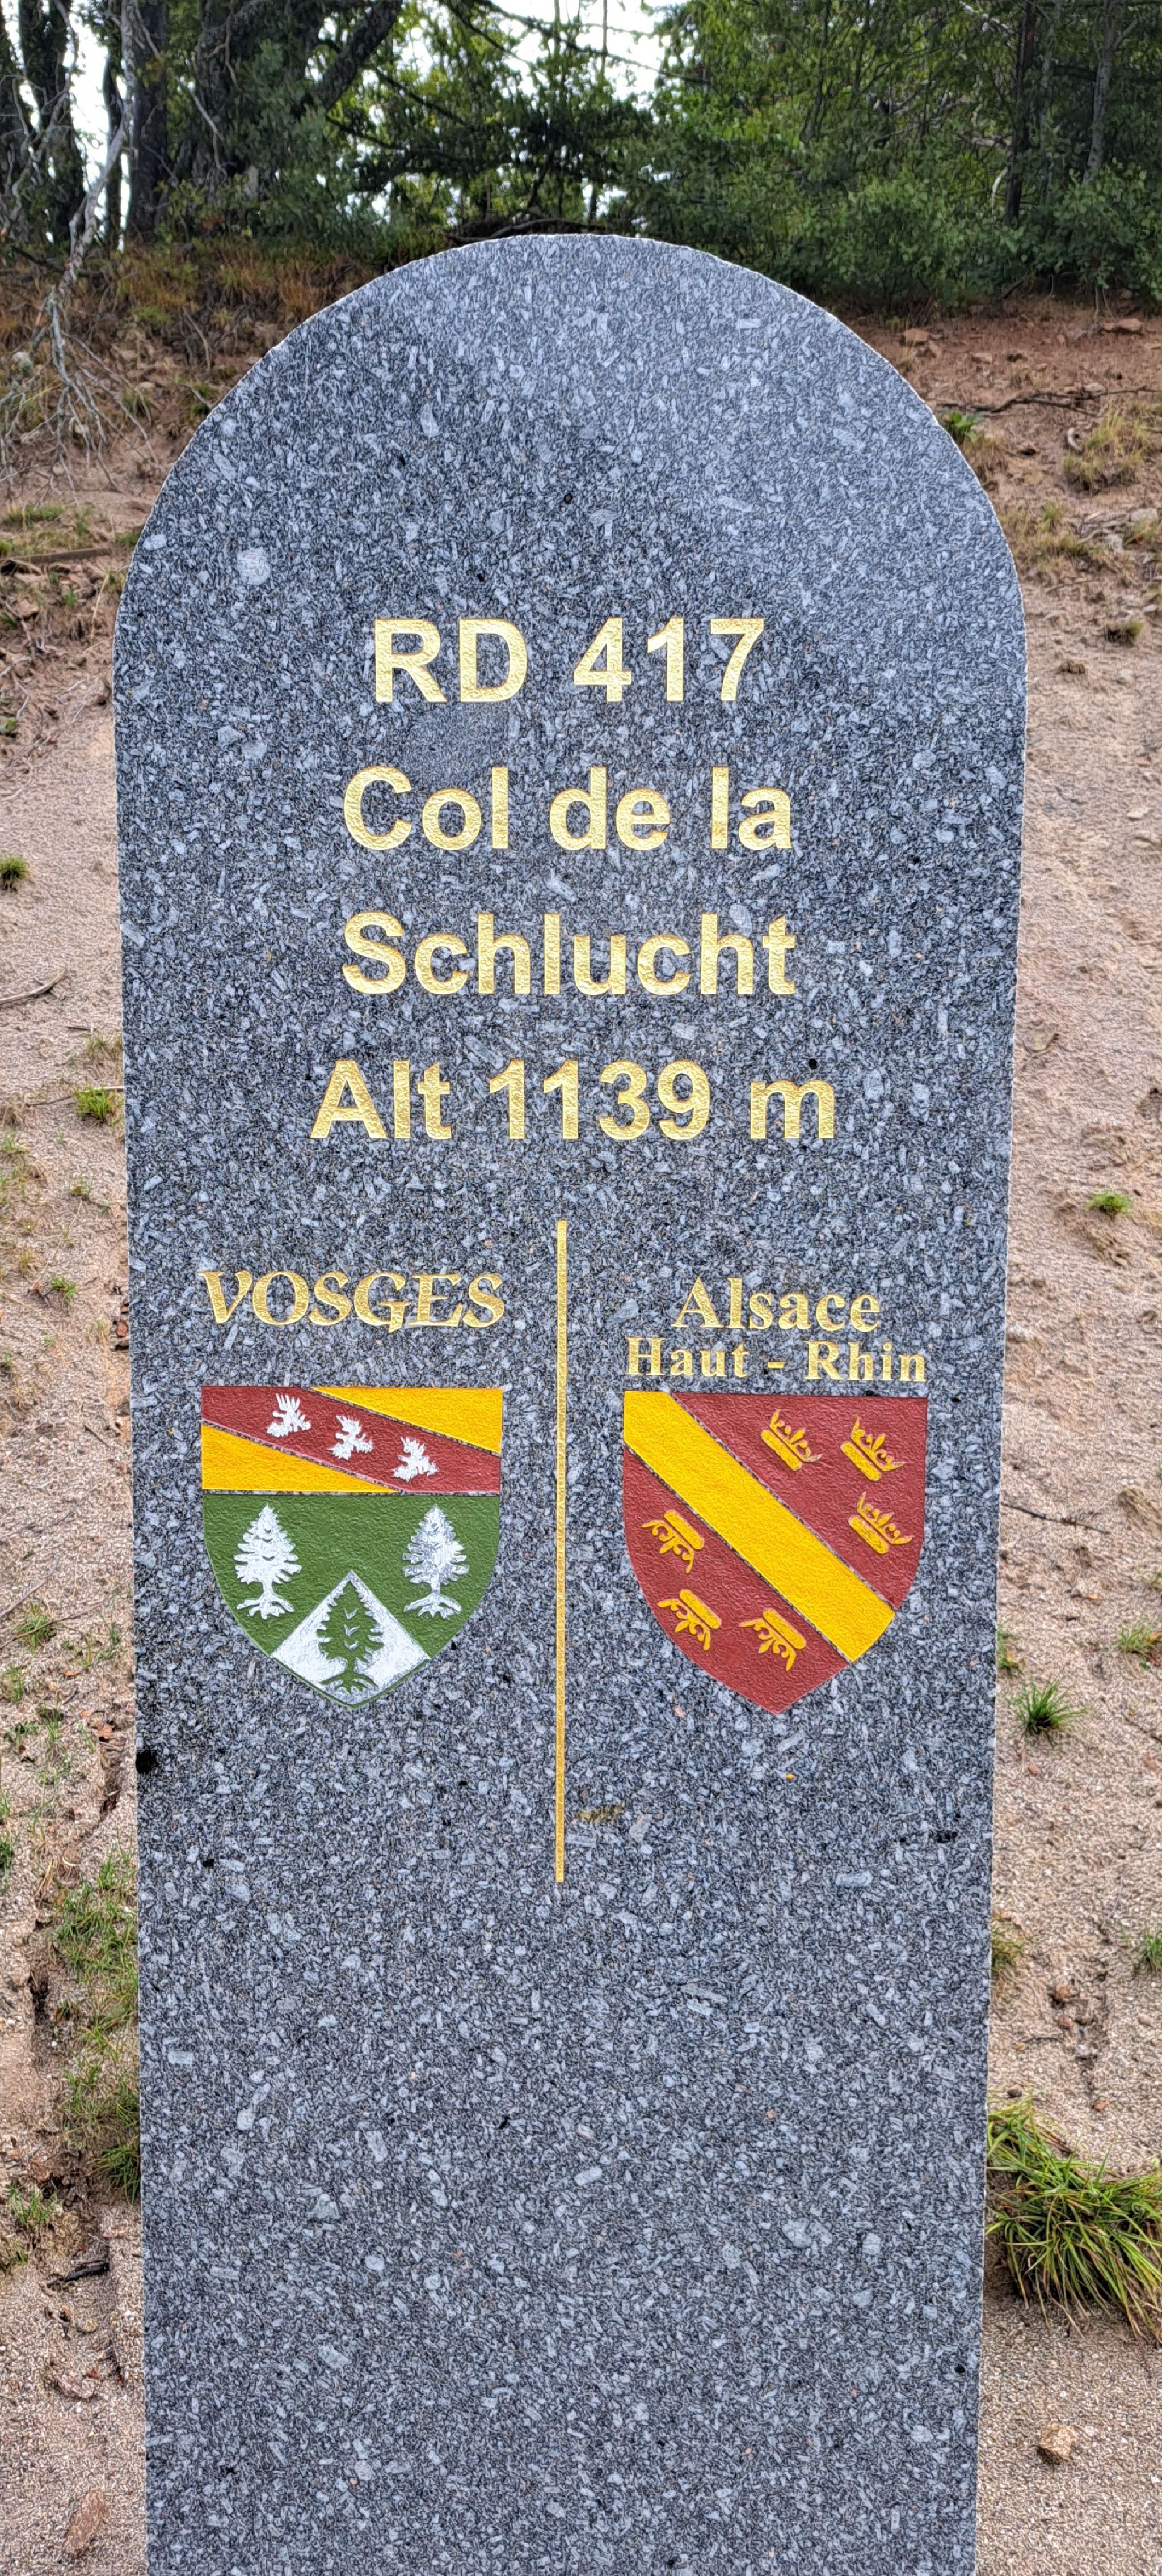 RD 417
Col de la
Schlucht
Alt 1139 m
VOSGES
Alsace
Haut - Rhin